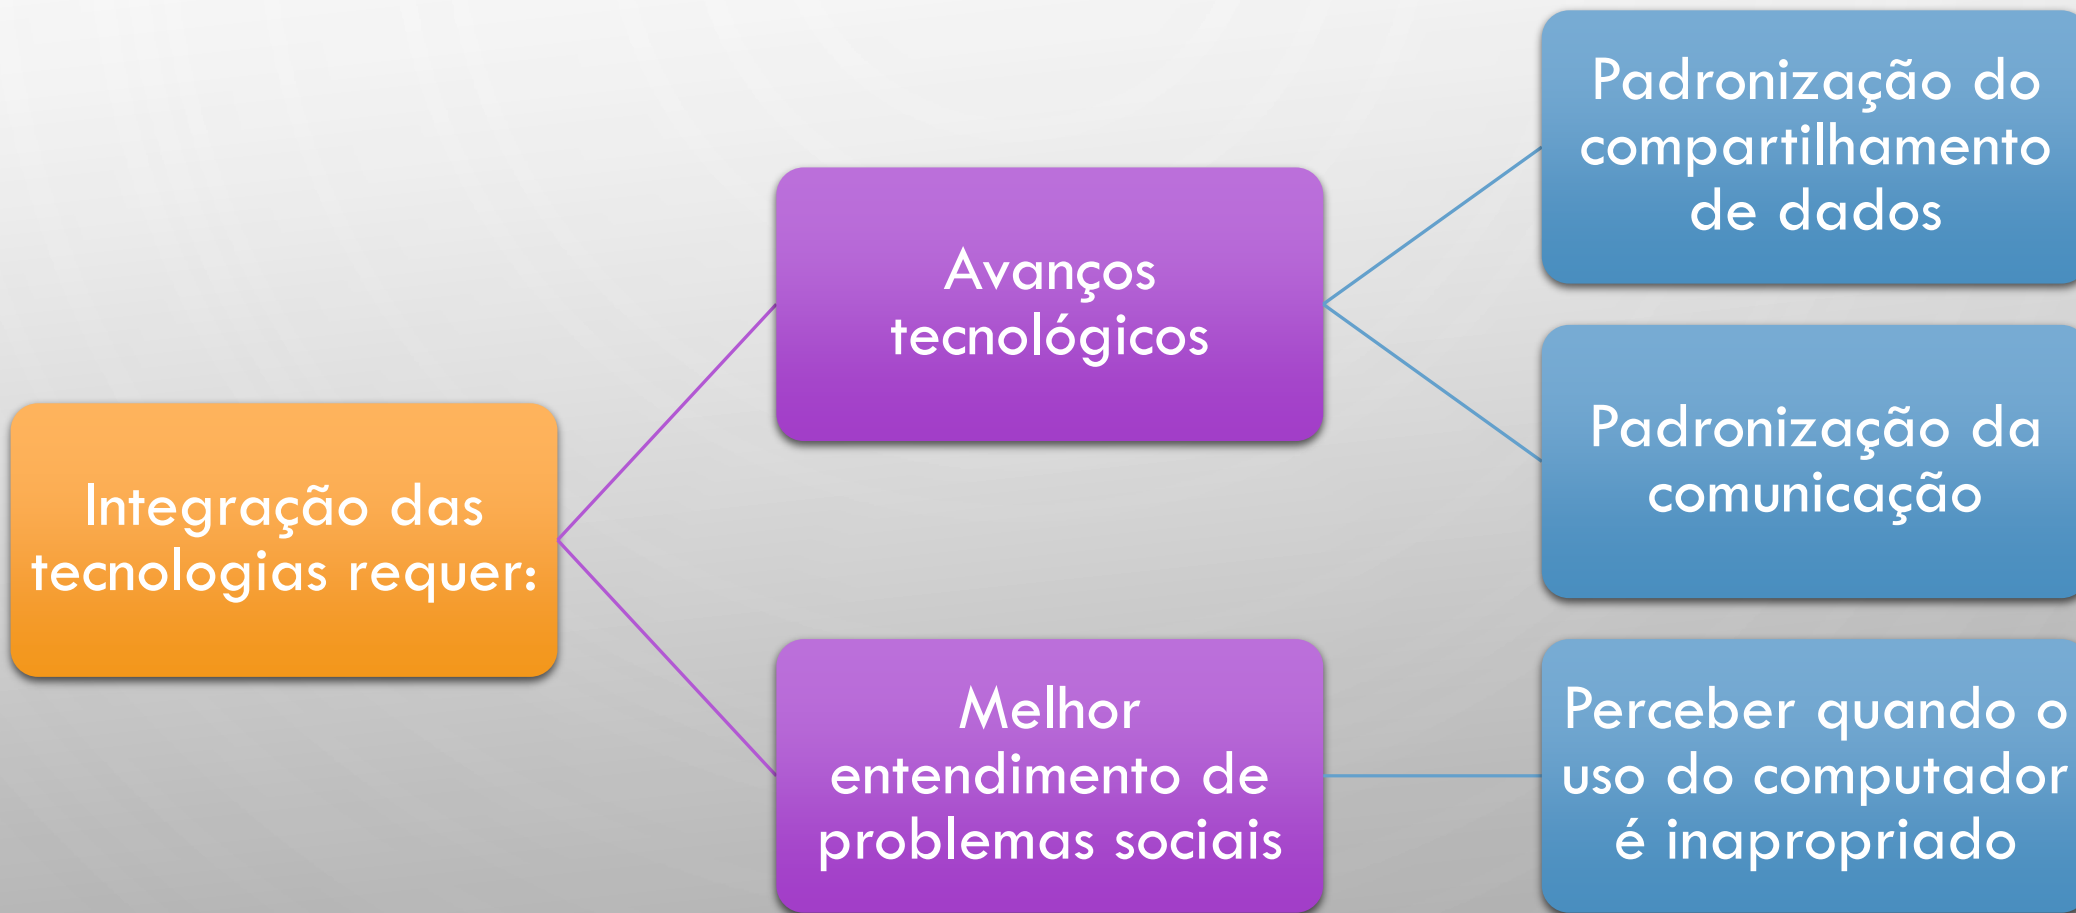 Integração das
tecnologias requer:
Avanços
tecnológicos
Padronização do
compartilhamento
de dados
Padronização da
comunicação
Melhor
entendimento de
problemas sociais
Perceber quando o
uso do computador
é inapropriado